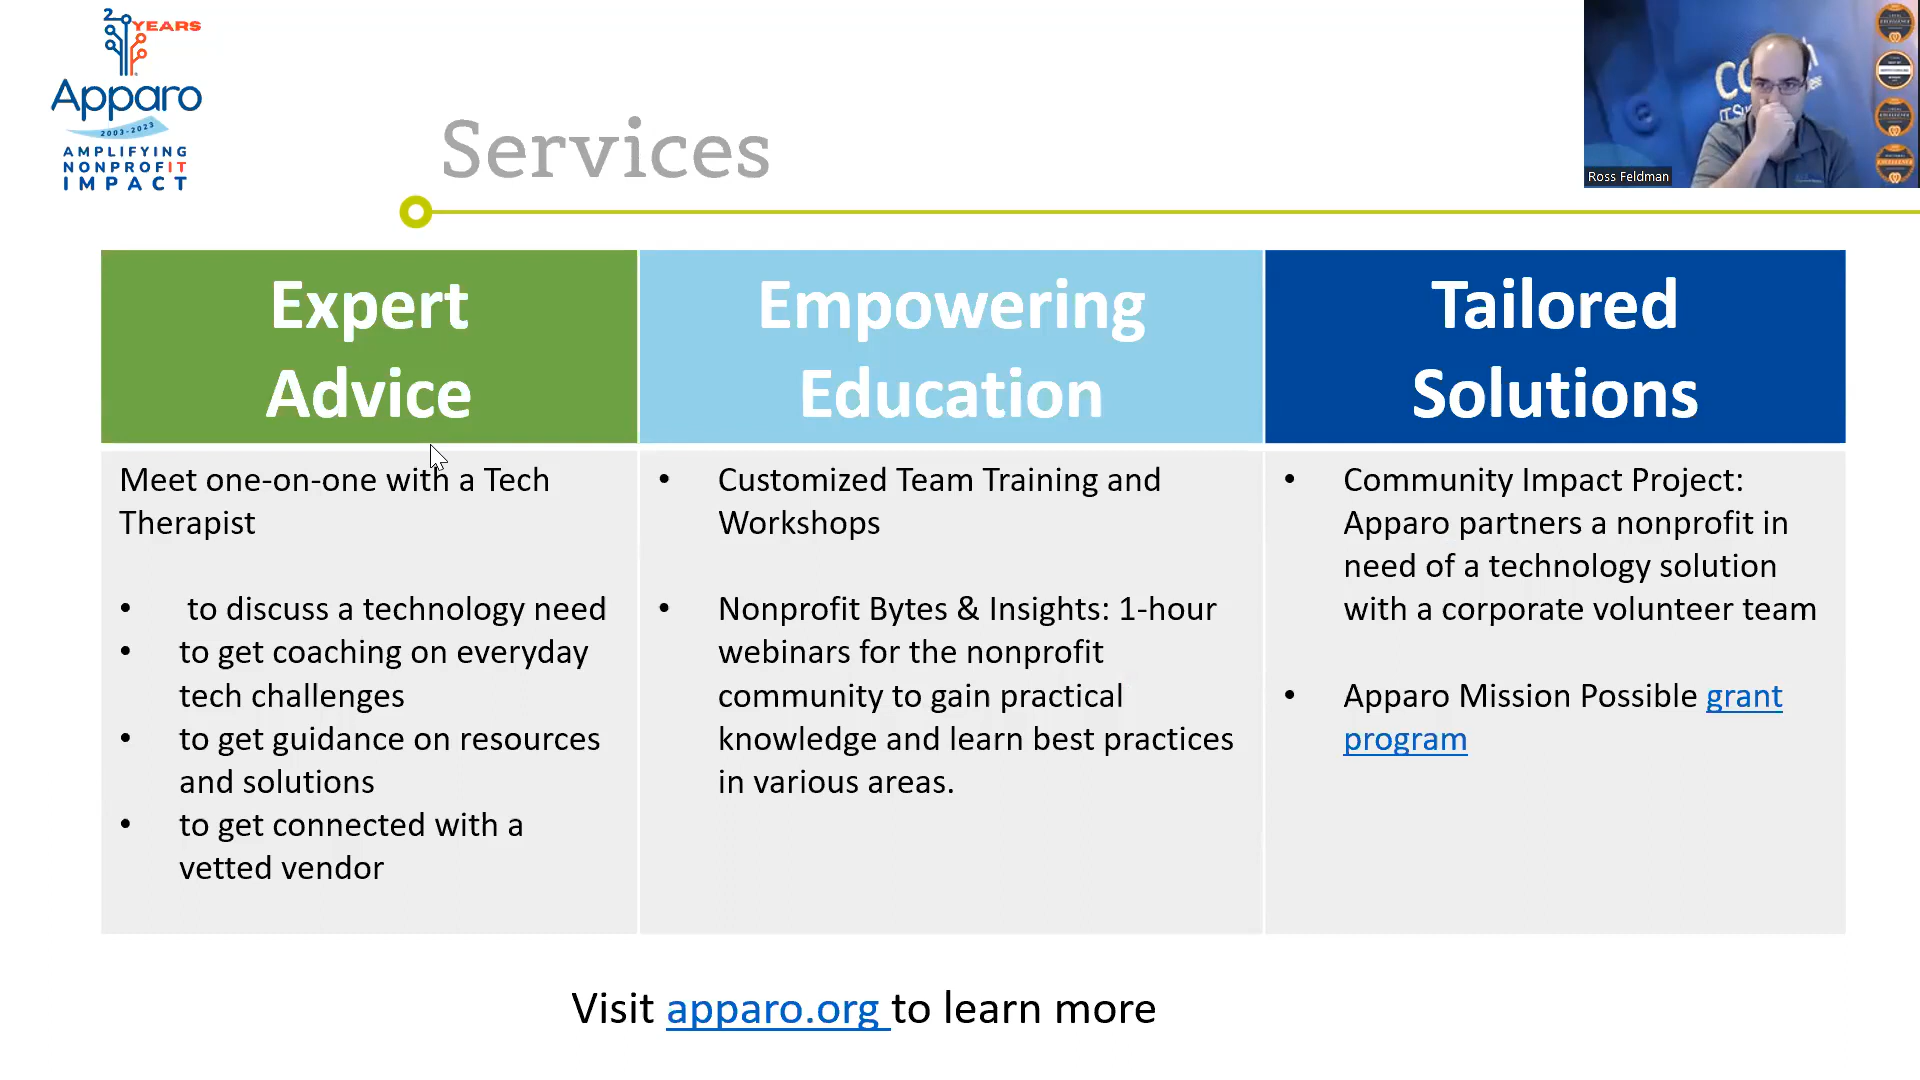 2 YEARS
Apparo
2003-2023
AMPLIFYING
NONPROFIT
IMPACT
Services
Ross Feldman
Expert
Advice
Meet one-on-one with a Tech
Therapist
• to discuss a technology need
• to get coaching on everyday
tech challenges
• to get guidance on resources
and solutions
• to get connected with a
vetted vendor
Empowering
Education
• Customized Team Training and
Workshops
• Nonprofit Bytes & Insights: 1-hour
webinars for the nonprofit
community to gain practical
knowledge and learn best practices
in various areas.
Tailored
Solutions
• Community Impact Project:
Apparo partners a nonprofit in
need of a technology solution
with a corporate volunteer team
• Apparo Mission Possible grant
program
Visit apparo.org to learn more